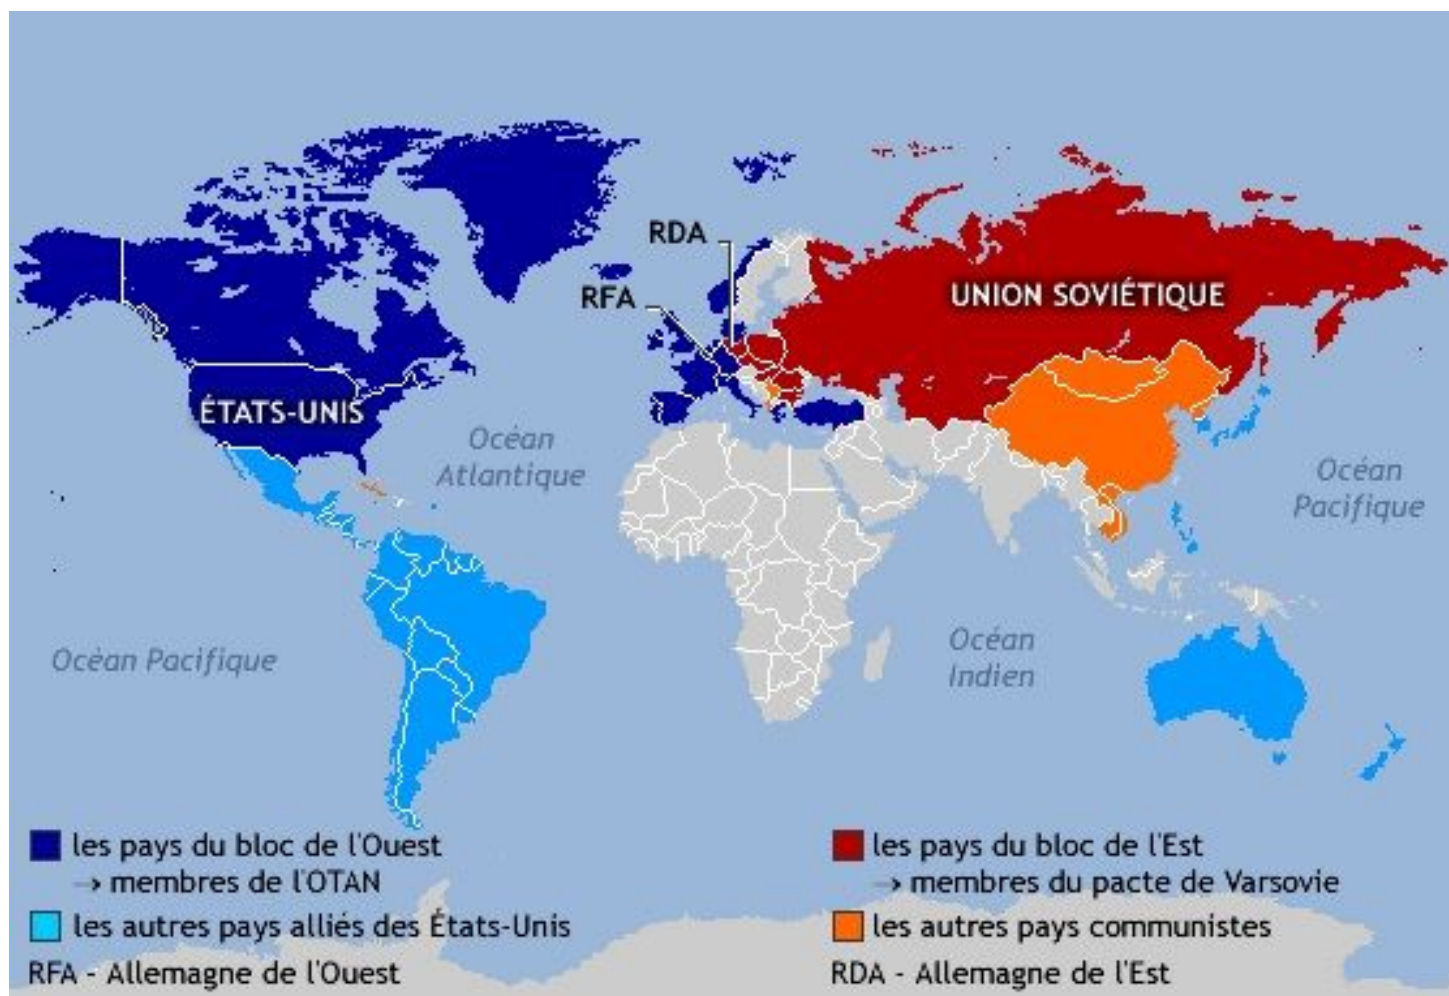 RDA
RFA
UNION SOVIÉTIQUE
ÉTATS-UNIS
Océan
Atlantique
Océan
Pacifique
Océan Pacifique
Océan
Indien
les pays du bloc de l'Ouest
→ membres de l'OTAN
les autres pays alliés des États-Unis
RFA - Allemagne de l'Ouest
les pays du bloc de l'Est
→ membres du pacte de Varsovie
les autres pays communistes
RDA - Allemagne de l'Est